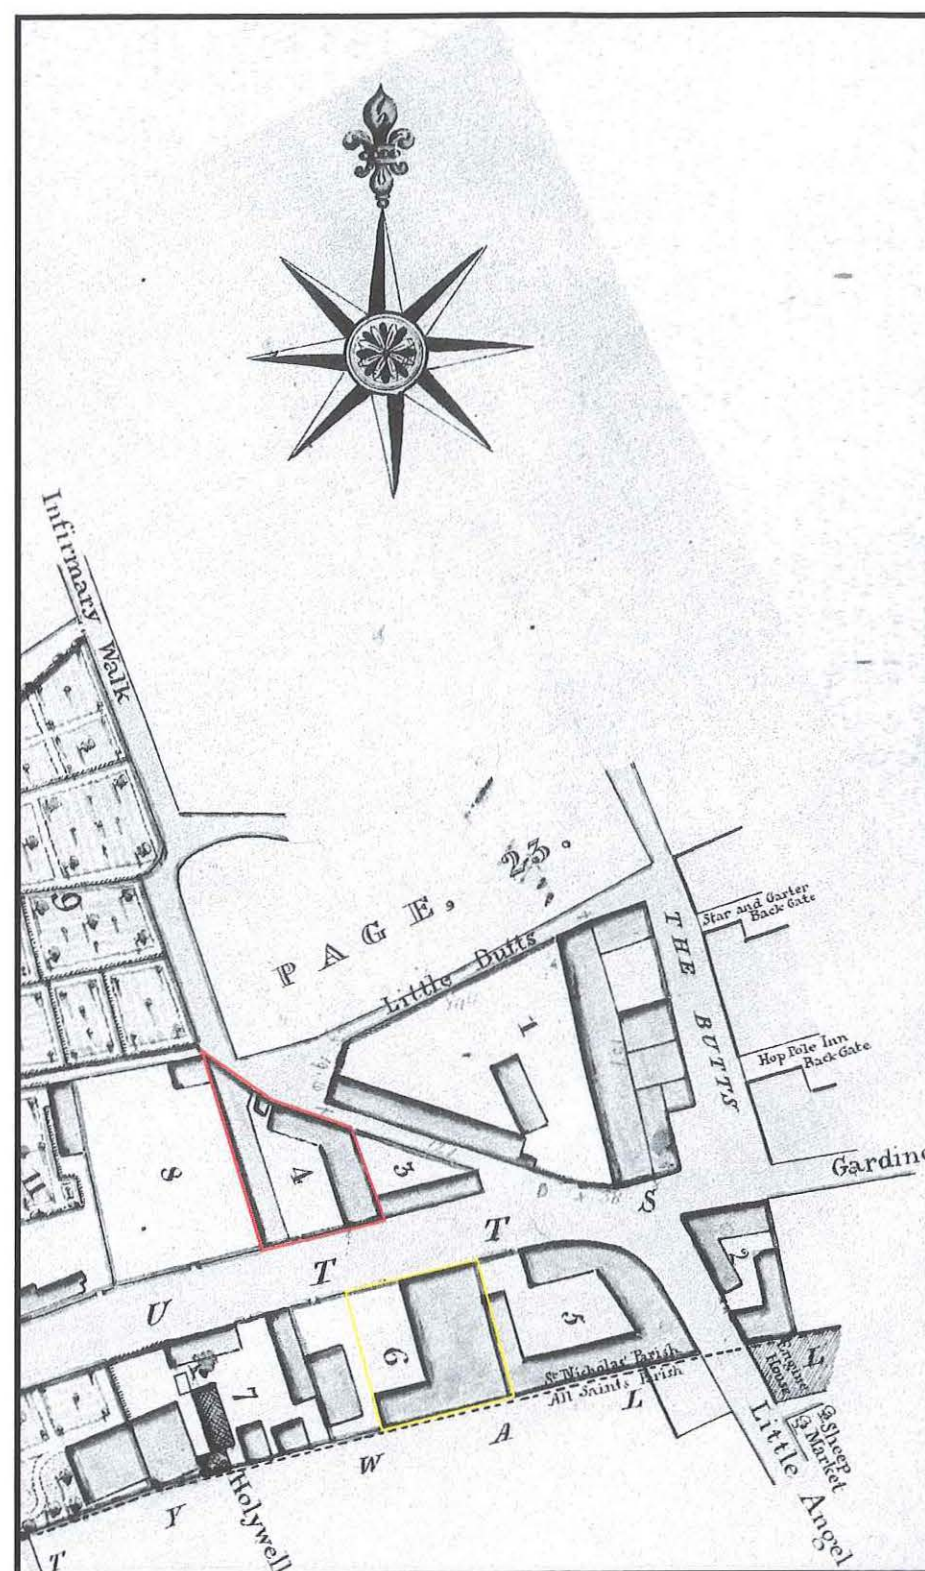 Infirmary Walk
PAGE, 23.
Little Butts
THE BUTTS
Star and Garter
Back Gate
Hop Pole Inn
Back Gate
1
9
3
4
8
11
S
2
U T T
5
6
7
St Nicholas' Parish
All Saints Parish
Engine
House
L
Sheep
Market
T Y W A L
Holywell
Little Angel